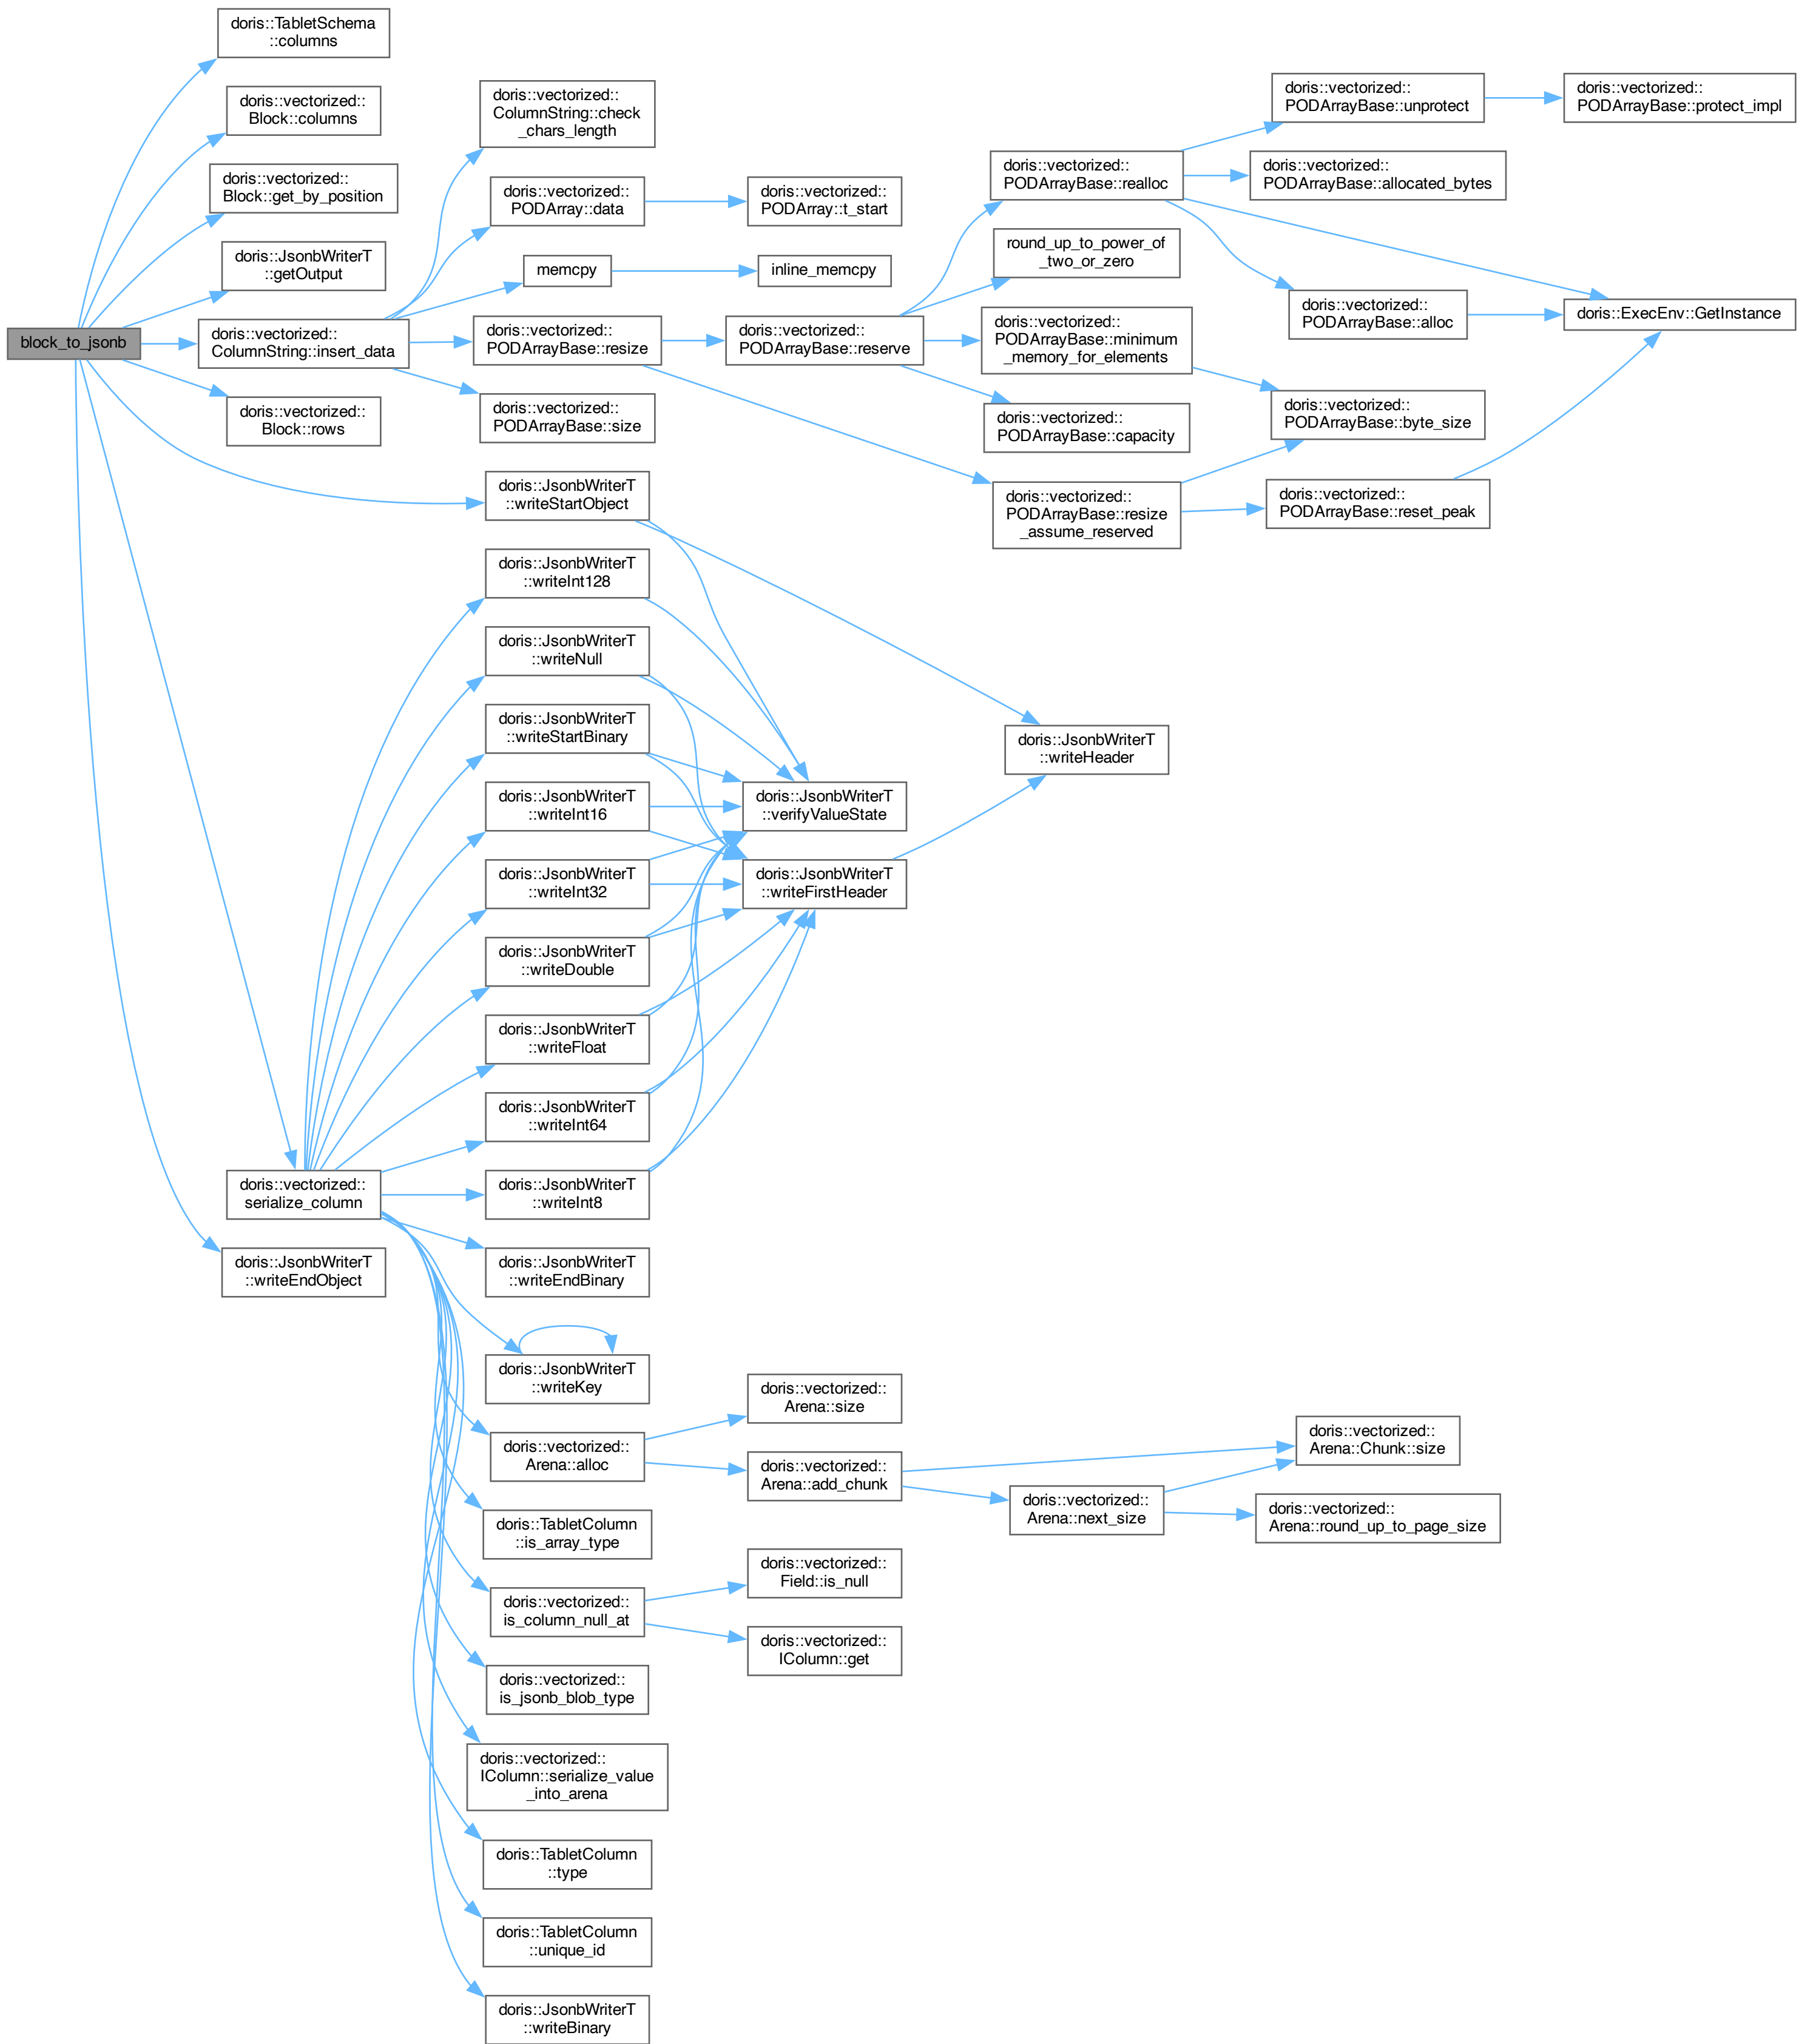 doris::TabletSchema
::columns
doris::vectorized::
Block::columns
doris::vectorized::
Block::get_by_position
doris::JsonbWriterT
::getOutput
block_to_jsonb
doris::vectorized::
ColumnString::insert_data
doris::vectorized::
Block::rows
doris::vectorized::
serialize_column
doris::JsonbWriterT
::writeEndObject
doris::vectorized::
ColumnString::check
_chars_length
doris::vectorized::
PODArray::data
memcpy
doris::vectorized::
PODArrayBase::resize
doris::vectorized::
PODArrayBase::size
doris::JsonbWriterT
::writeStartObject
doris::JsonbWriterT
::writeInt128
doris::JsonbWriterT
::writeNull
doris::JsonbWriterT
::writeStartBinary
doris::JsonbWriterT
::writeInt16
doris::JsonbWriterT
::writeInt32
doris::JsonbWriterT
::writeDouble
doris::JsonbWriterT
::writeFloat
doris::JsonbWriterT
::writeInt64
doris::JsonbWriterT
::writeInt8
doris::JsonbWriterT
::writeEndBinary
doris::JsonbWriterT
::writeKey
doris::vectorized::
Arena::alloc
doris::TabletColumn
::is_array_type
doris::vectorized::
is_column_null_at
doris::vectorized::
is_jsonb_blob_type
doris::vectorized::
IColumn::serialize_value
_into_arena
doris::TabletColumn
::type
doris::TabletColumn
::unique_id
doris::JsonbWriterT
::writeBinary
doris::vectorized::
PODArray::t_start
inline_memcpy
doris::vectorized::
PODArrayBase::reserve
doris::JsonbWriterT
::verifyValueState
doris::JsonbWriterT
::writeFirstHeader
doris::vectorized::
Arena::size
doris::vectorized::
Arena::add_chunk
doris::vectorized::
Field::is_null
doris::vectorized::
IColumn::get
doris::vectorized::
PODArrayBase::realloc
round_up_to_power_of
_two_or_zero
doris::vectorized::
PODArrayBase::minimum
_memory_for_elements
doris::vectorized::
PODArrayBase::capacity
doris::vectorized::
PODArrayBase::resize
_assume_reserved
doris::JsonbWriterT
::writeHeader
doris::vectorized::
Arena::next_size
doris::vectorized::
PODArrayBase::unprotect
doris::vectorized::
PODArrayBase::allocated_bytes
doris::vectorized::
PODArrayBase::alloc
doris::vectorized::
PODArrayBase::byte_size
doris::vectorized::
PODArrayBase::reset_peak
doris::vectorized::
Arena::Chunk::size
doris::vectorized::
Arena::round_up_to_page_size
doris::vectorized::
PODArrayBase::protect_impl
doris::ExecEnv::GetInstance